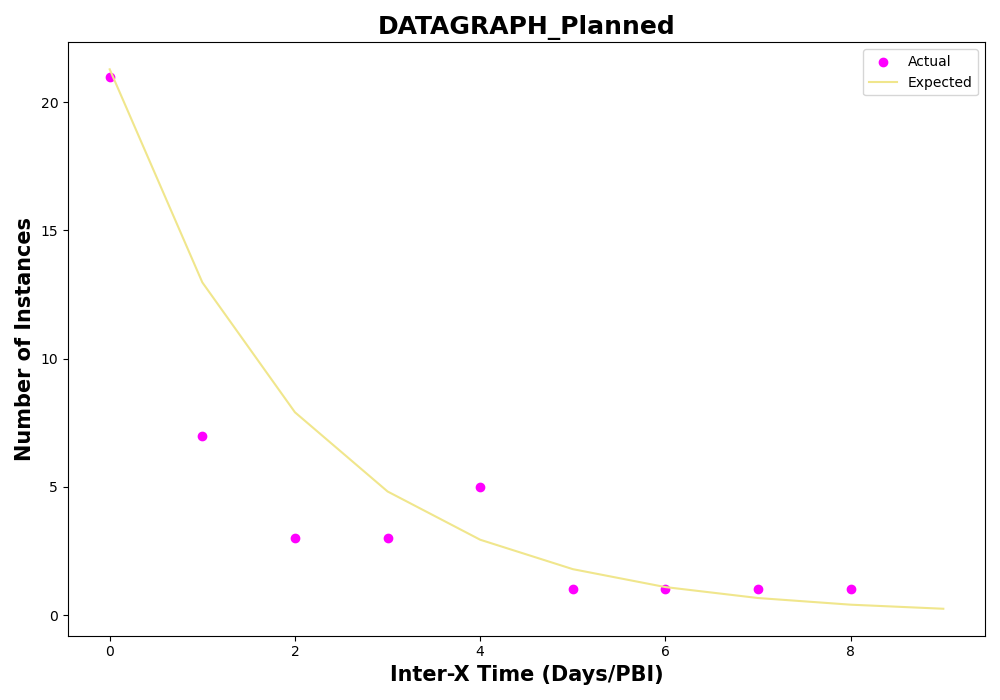 DATAGRAPH_Planned
Actual
Expected
Number of Instances
20
15
10
5
0
0 2 4 6 8
Inter-X Time (Days/PBI)